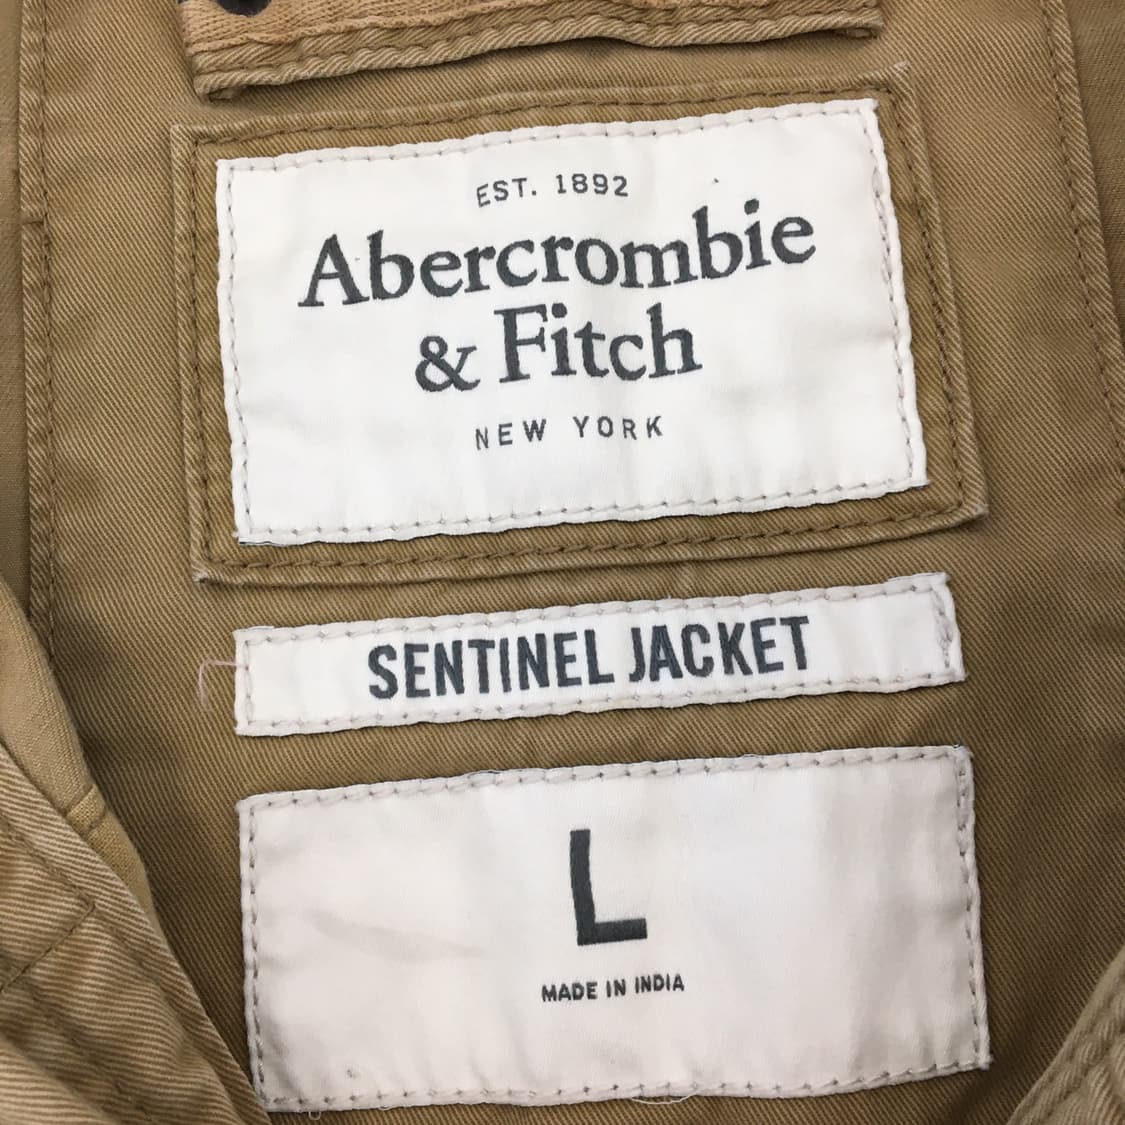 EST. 1892
Abercrombie
& Fitch
NEW YORK
SENTINEL JACKET
L
MADE IN INDIA